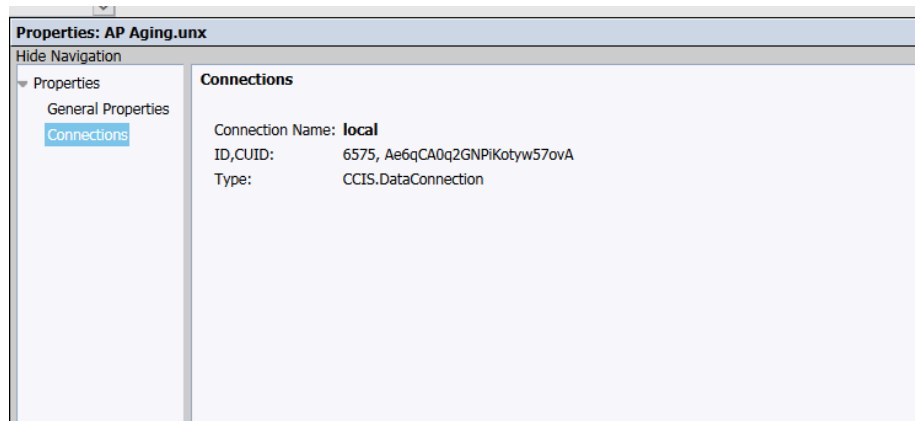 Properties: AP Aging.unx
Hide Navigation
Properties
General Properties
Connections
Connections
Connection Name: local
ID,CUID: 6575, Ae6qCA0q2GNPiKotyw57ovA
Type: CCIS.DataConnection